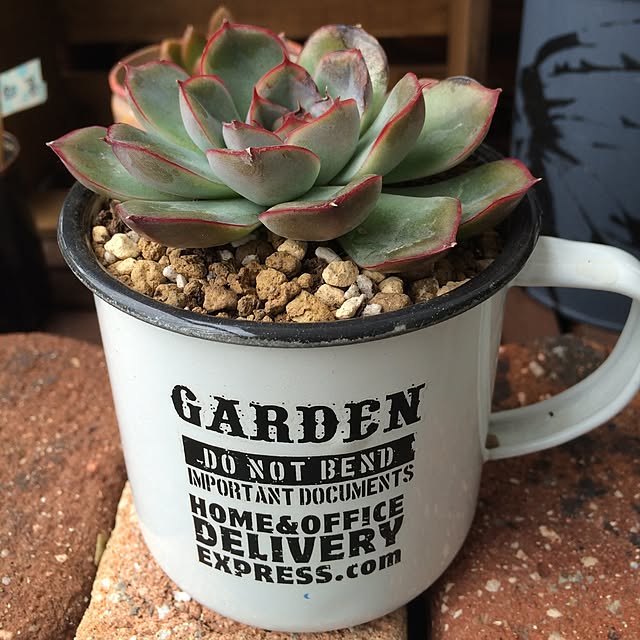 GARDEN
DO NOT BEND
IMPORTANT DOCUMENTS
HOME&OFFICE
DELIVERY
EXPRESS.com